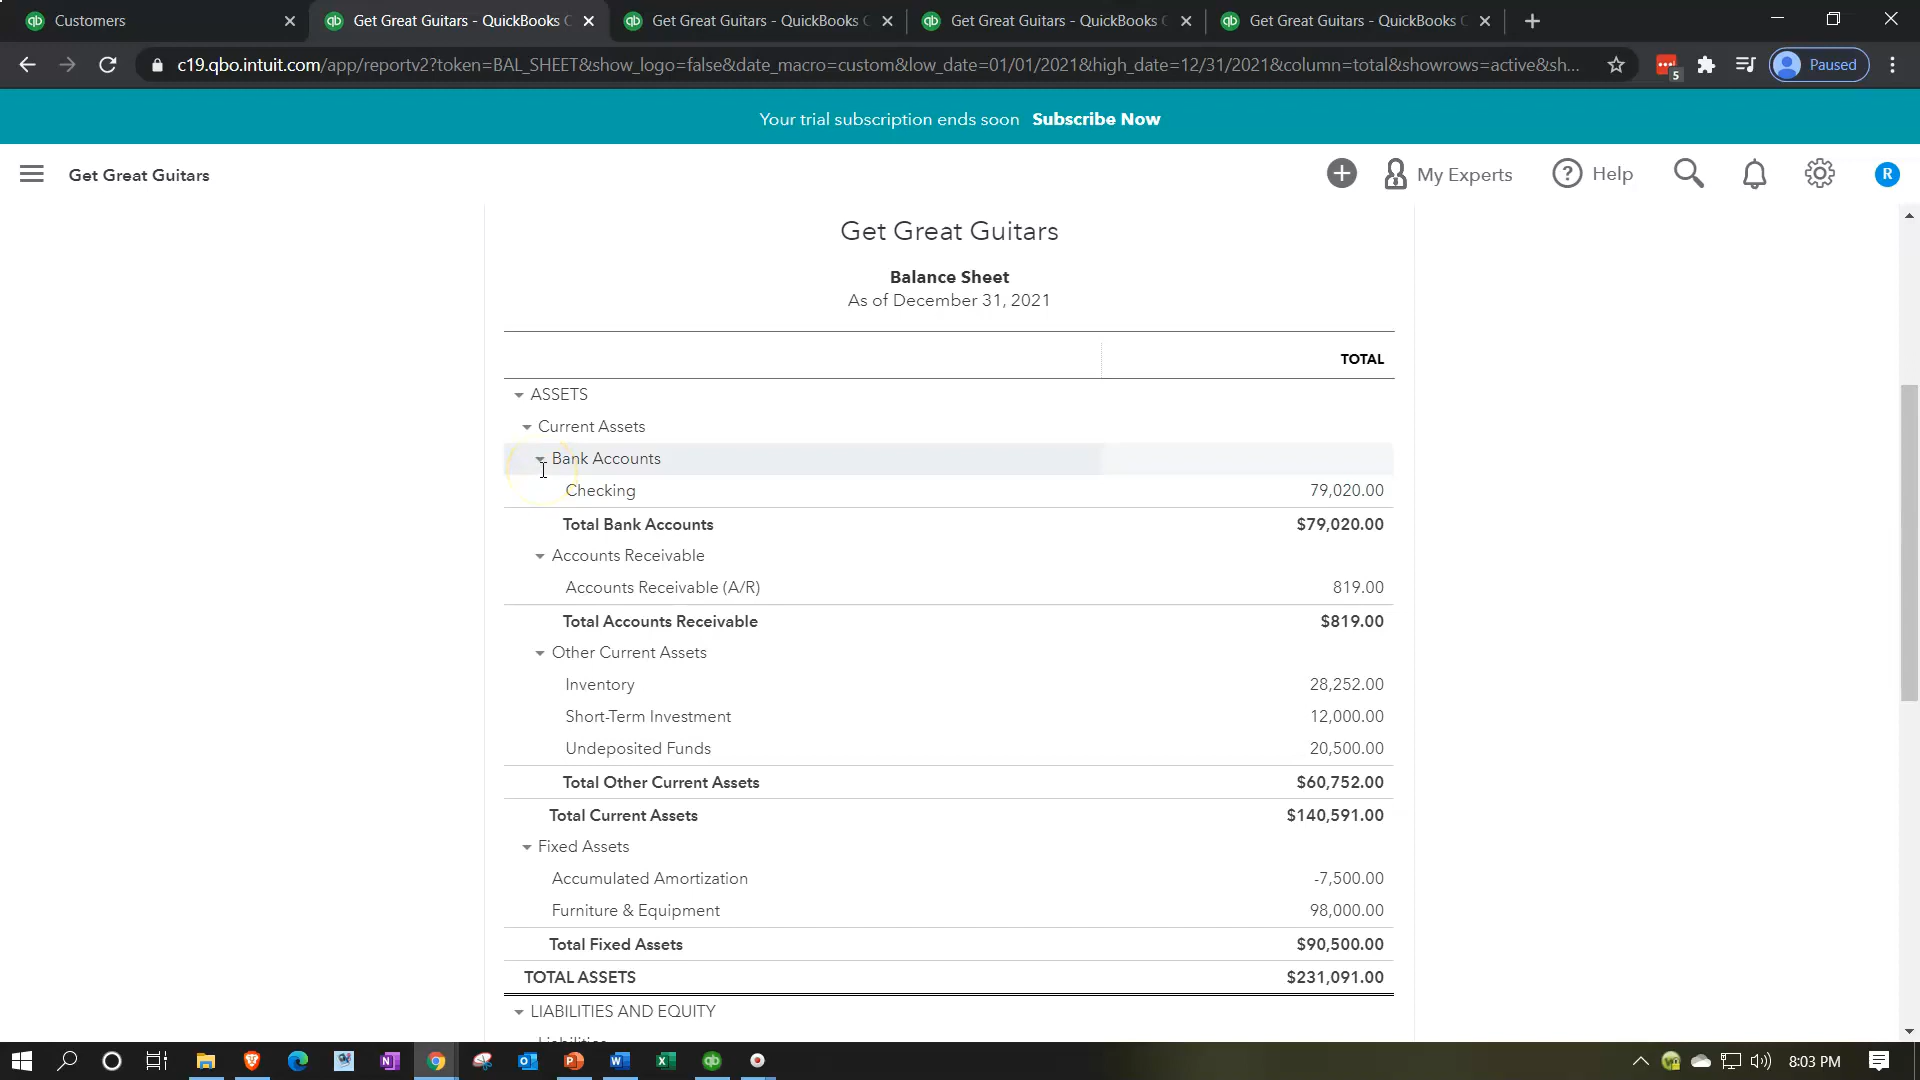 Customers
Get Great Guitars - QuickBooks
Get Great Guitars - QuickBooks
Get Great Guitars - QuickBooks
Get Great Guitars - QuickBooks
c19.qbo.intuit.com/app/reportv2?token=BAL_SHEET&show_logo=false&date_macro=custom&low_date=01/01/2021&high_date=12/31/2021&column=total&showrows=active&sh...
5
Paused
Your trial subscription ends soon Subscribe Now
Get Great Guitars
My Experts
Help
R
Get Great Guitars
Balance Sheet
As of December 31, 2021
TOTAL
ASSETS
Current Assets
Bank Accounts
Checking 79,020.00
Total Bank Accounts $79,020.00
Accounts Receivable
Accounts Receivable (A/R) 819.00
Total Accounts Receivable $819.00
Other Current Assets
Inventory 28,252.00
Short-Term Investment 12,000.00
Undeposited Funds 20,500.00
Total Other Current Assets $60,752.00
Total Current Assets $140,591.00
Fixed Assets
Accumulated Amortization -7,500.00
Furniture & Equipment 98,000.00
Total Fixed Assets $90,500.00
TOTAL ASSETS $231,091.00
LIABILITIES AND EQUITY
8:03 PM